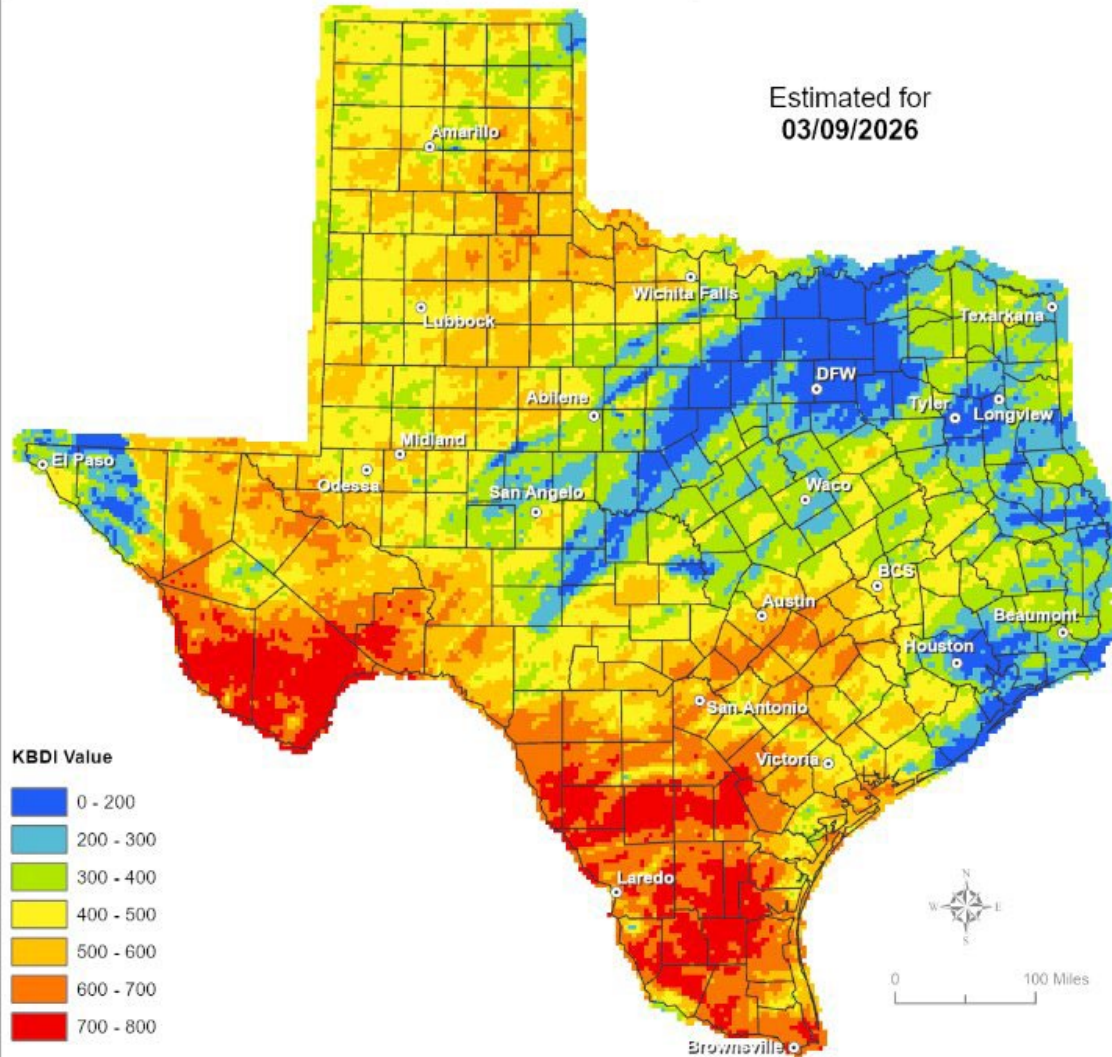 Estimated for
03/09/2026
Amarillo
Wichita Falls
Lubbock
Texarkana
DFW
Abilene
Tyler
Longview
Midland
El Paso
Odessa
San Angelo
Waco
BCS
Austin
Beaumont
Houston
San Antonio
Victoria
KBDI Value
0 - 200
200 - 300
300 - 400
400 - 500
500 - 600
600 - 700
700 - 800
Laredo
N
W E
S
0 100 Miles
Brownsville